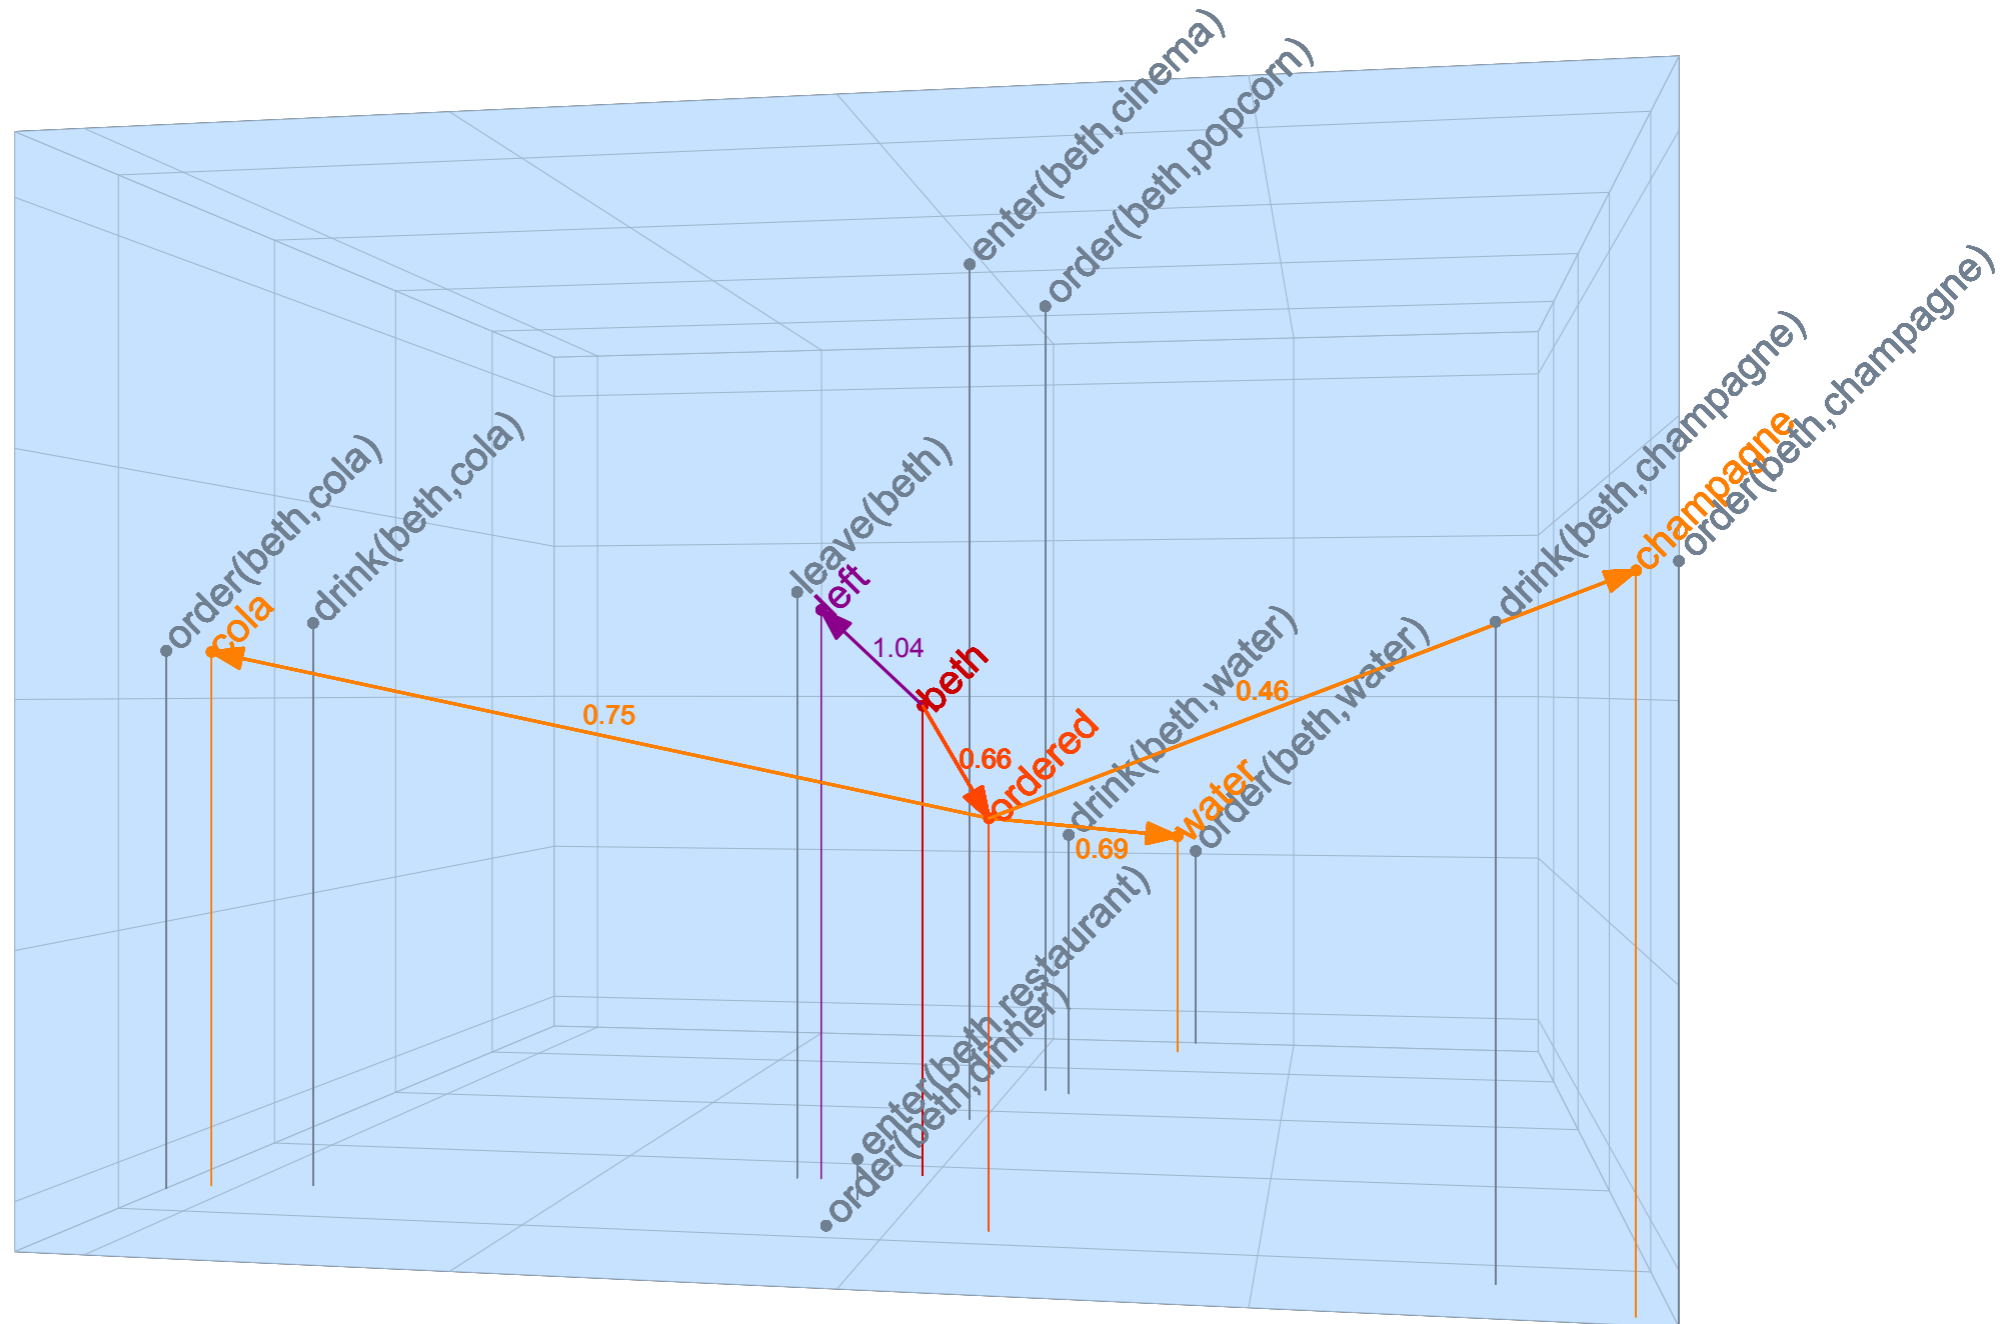 enter(beth,cinema)
order(beth,popcorn)
order(beth,champagne)
drink(beth,champagne)
champagne
order(beth,cola)
drink(beth,cola)
cola
leave(beth)
left
1.04
beth
0.75
0.66
ordered
0.46
drink(beth,water)
order(beth,water)
water
0.69
enter(beth,restaurant)
order(beth,dinner)